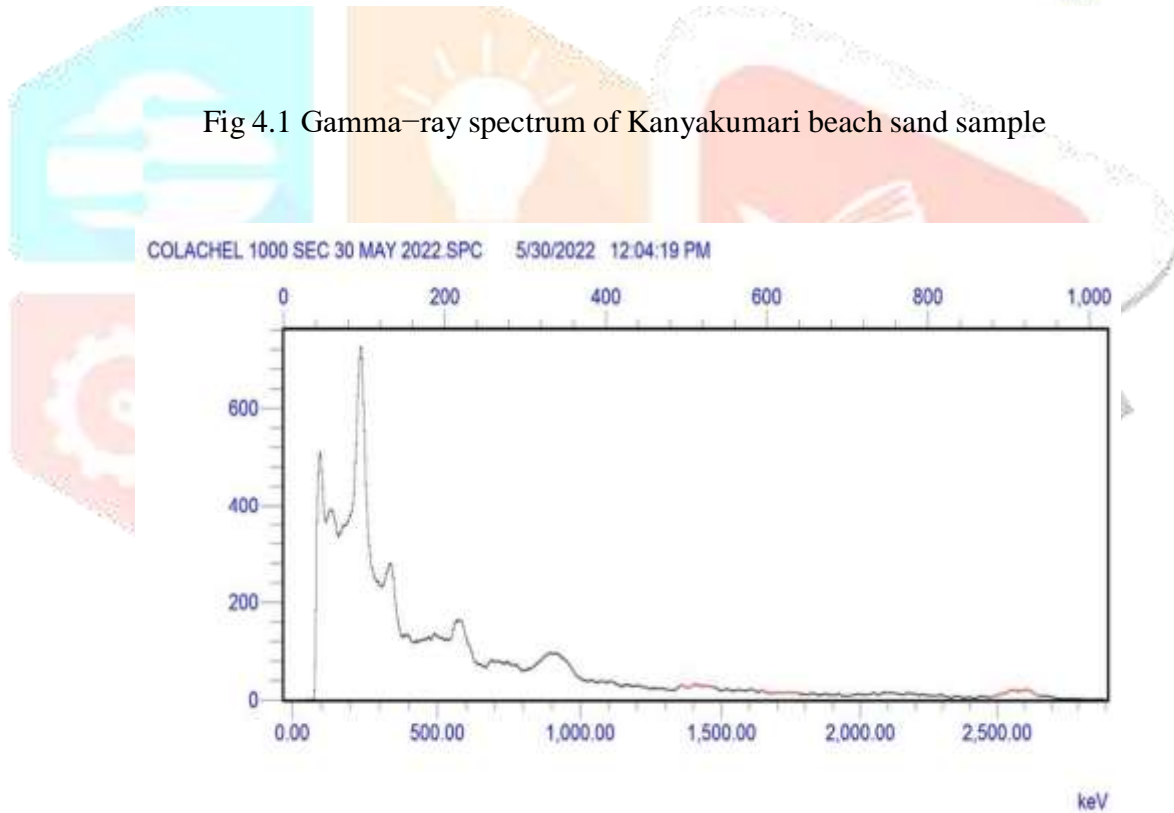 Fig 4.1 Gamma−ray spectrum of Kanyakumari beach sand sample
COLACHEL 1000 SEC 30 MAY 2022.SPC 5/30/2022 12:04:19 PM
0 200 400 600 800 1,000
600
400
200
0
0.00 500.00 1,000.00 1,500.00 2,000.00 2,500.00
keV